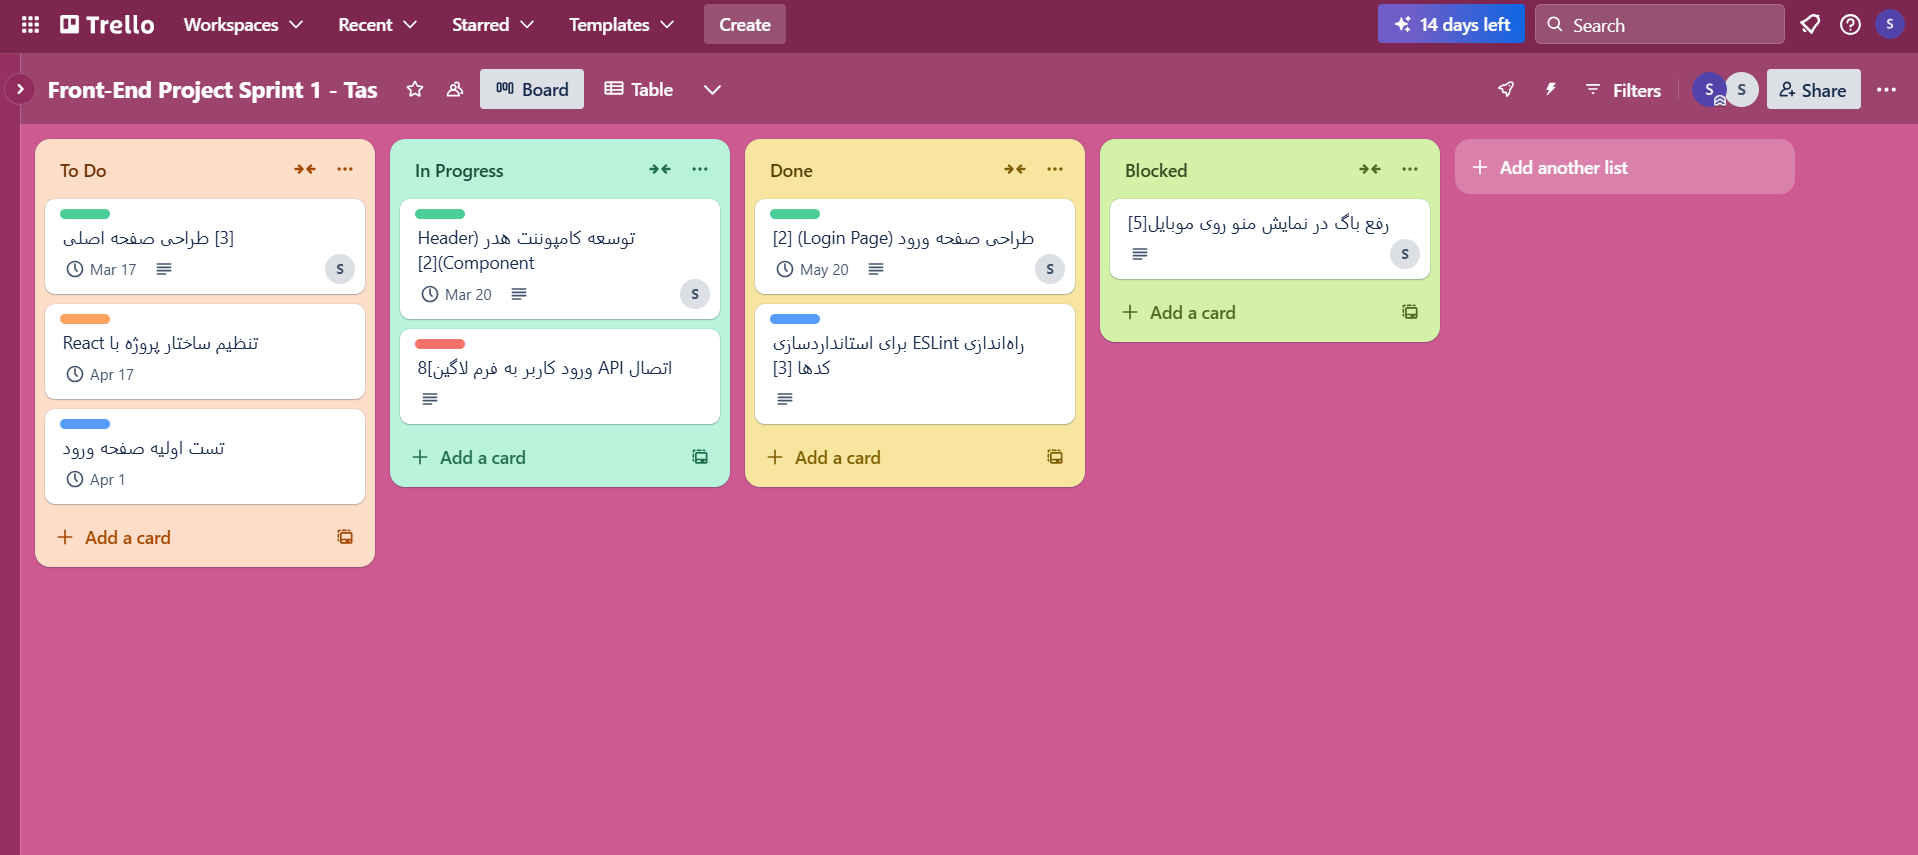 Trello
Workspaces
Recent
Starred
Templates
Create
14 days left
Search
S
Front-End Project Sprint 1 - Tas
Board
Table
Filters
S
S
Share
To Do
طراحی صفحه اصلی [3]
Mar 17
S
تنظیم ساختار پروژه با React
Apr 17
تست اولیه صفحه ورود
Apr 1
Add a card
In Progress
توسعه کامپوننت هدر (Header
Component)[2]
Mar 20
S
اتصال API ورود کاربر به فرم لاگین[8
Add a card
Done
طراحی صفحه ورود (Login Page) [2]
May 20
S
راه‌اندازی ESLint برای استانداردسازی
کدها [3]
Add a card
Blocked
رفع باگ در نمایش منو روی موبایل[5]
S
Add a card
Add another list